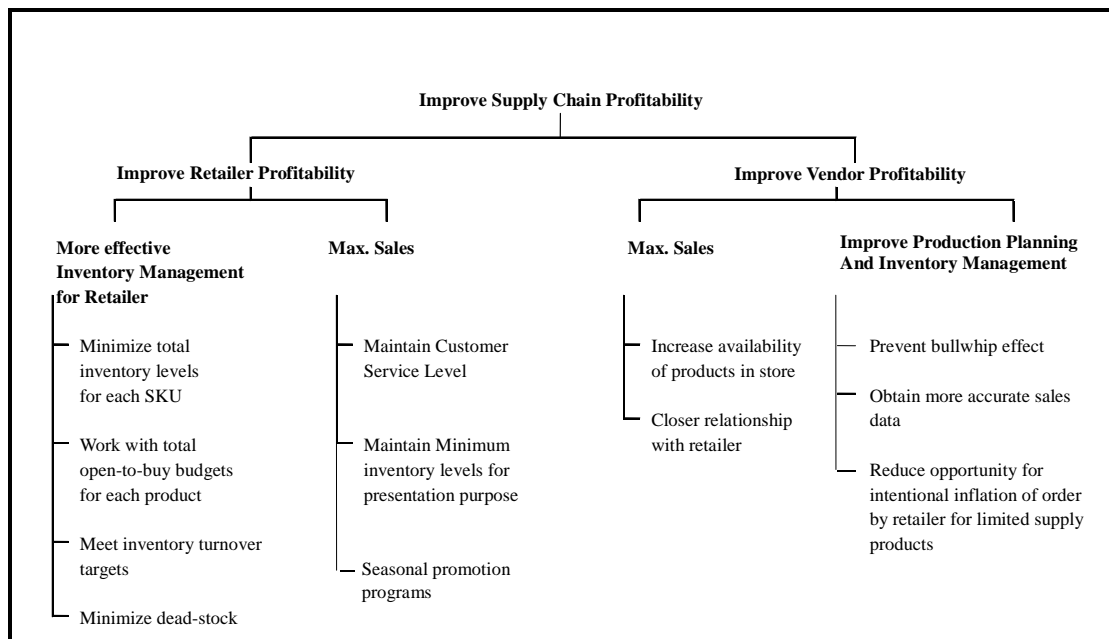 Improve Supply Chain Profitability
Improve Retailer Profitability
Improve Vendor Profitability
More effective
Inventory Management
for Retailer
Max. Sales
Max. Sales
Improve Production Planning
And Inventory Management
Minimize total
inventory levels
for each SKU
Work with total
open-to-buy budgets
for each product
Meet inventory turnover
targets
Minimize dead-stock
Maintain Customer
Service Level
Maintain Minimum
inventory levels for
presentation purpose
Seasonal promotion
programs
Increase availability
of products in store
Closer relationship
with retailer
Prevent bullwhip effect
Obtain more accurate sales
data
Reduce opportunity for
intentional inflation of order
by retailer for limited supply
products